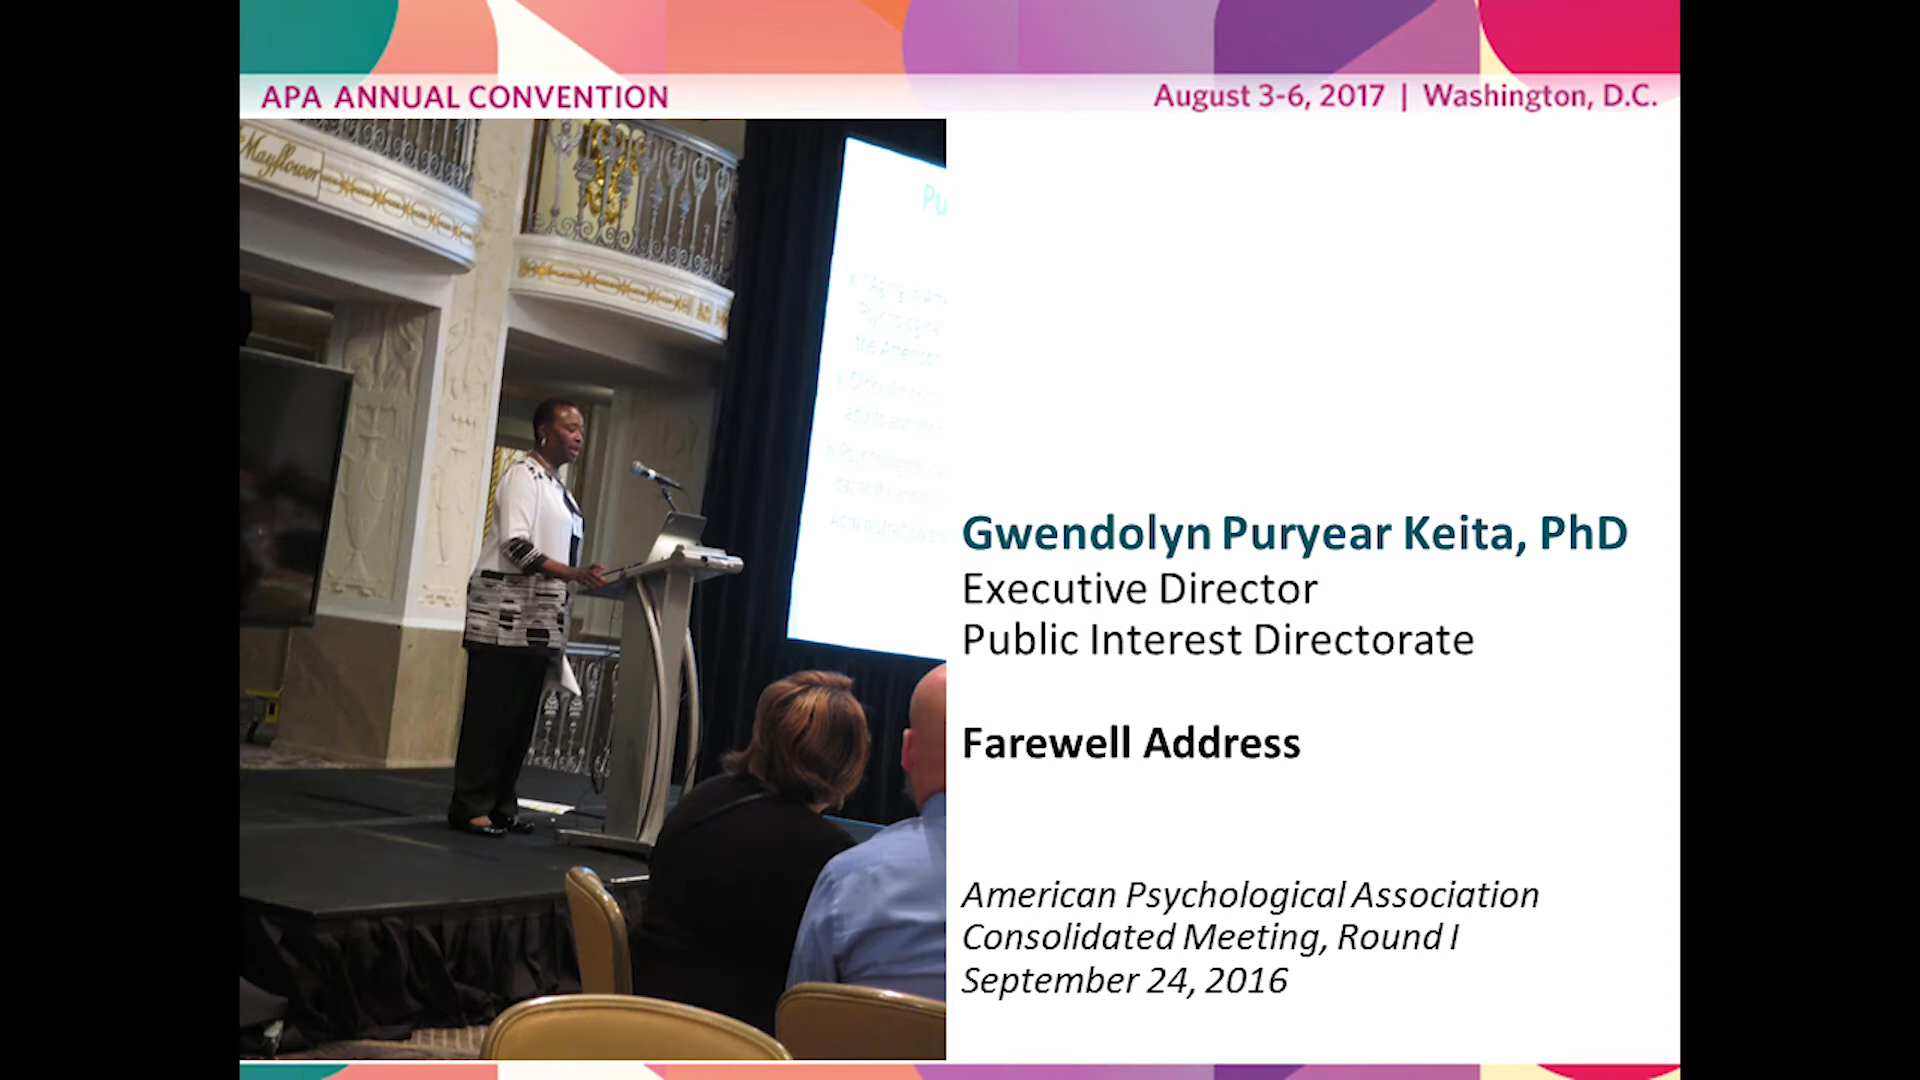 APA ANNUAL CONVENTION
August 3-6, 2017 | Washington, D.C.
Mayflower
Pu
Gwendolyn Puryear Keita, PhD
Executive Director
Public Interest Directorate
Farewell Address
American Psychological Association
Consolidated Meeting, Round I
September 24, 2016